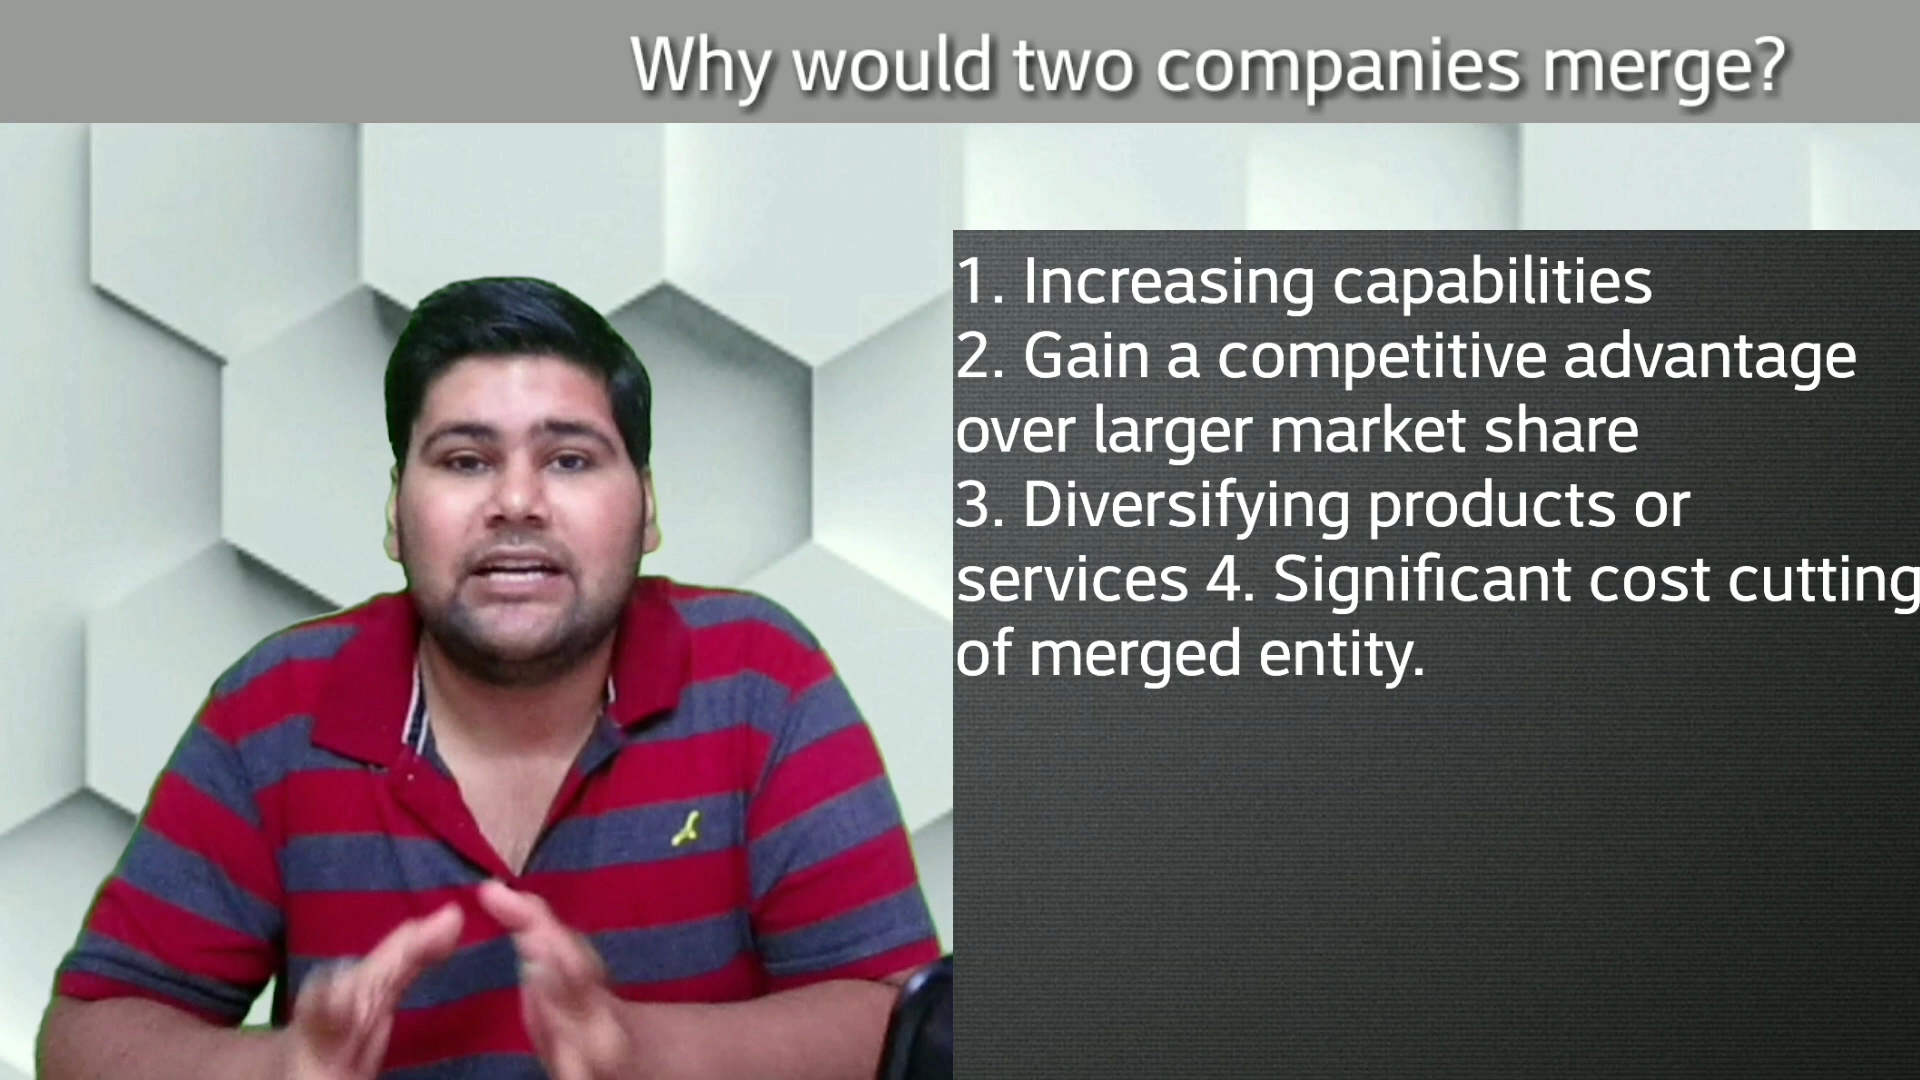 Why would two companies merge?
1. Increasing capabilities
2. Gain a competitive advantage
over larger market share
3. Diversifying products or
services 4. Significant cost cutting
of merged entity.